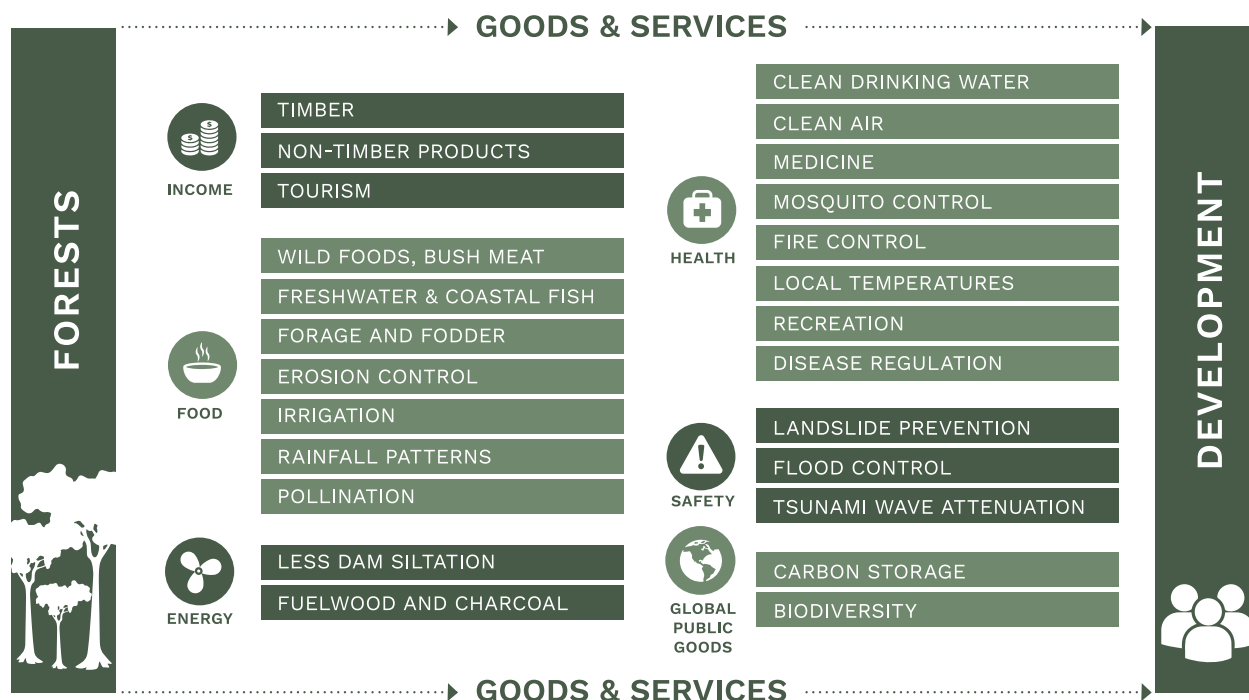 GOODS & SERVICES
FORESTS
INCOME
TIMBER
NON-TIMBER PRODUCTS
TOURISM
FOOD
WILD FOODS, BUSH MEAT
FRESHWATER & COASTAL FISH
FORAGE AND FODDER
EROSION CONTROL
IRRIGATION
RAINFALL PATTERNS
POLLINATION
ENERGY
LESS DAM SILTATION
FUELWOOD AND CHARCOAL
HEALTH
CLEAN DRINKING WATER
CLEAN AIR
MEDICINE
MOSQUITO CONTROL
FIRE CONTROL
LOCAL TEMPERATURES
RECREATION
DISEASE REGULATION
SAFETY
LANDSLIDE PREVENTION
FLOOD CONTROL
TSUNAMI WAVE ATTENUATION
GLOBAL
PUBLIC
GOODS
CARBON STORAGE
BIODIVERSITY
DEVELOPMENT
GOODS & SERVICES